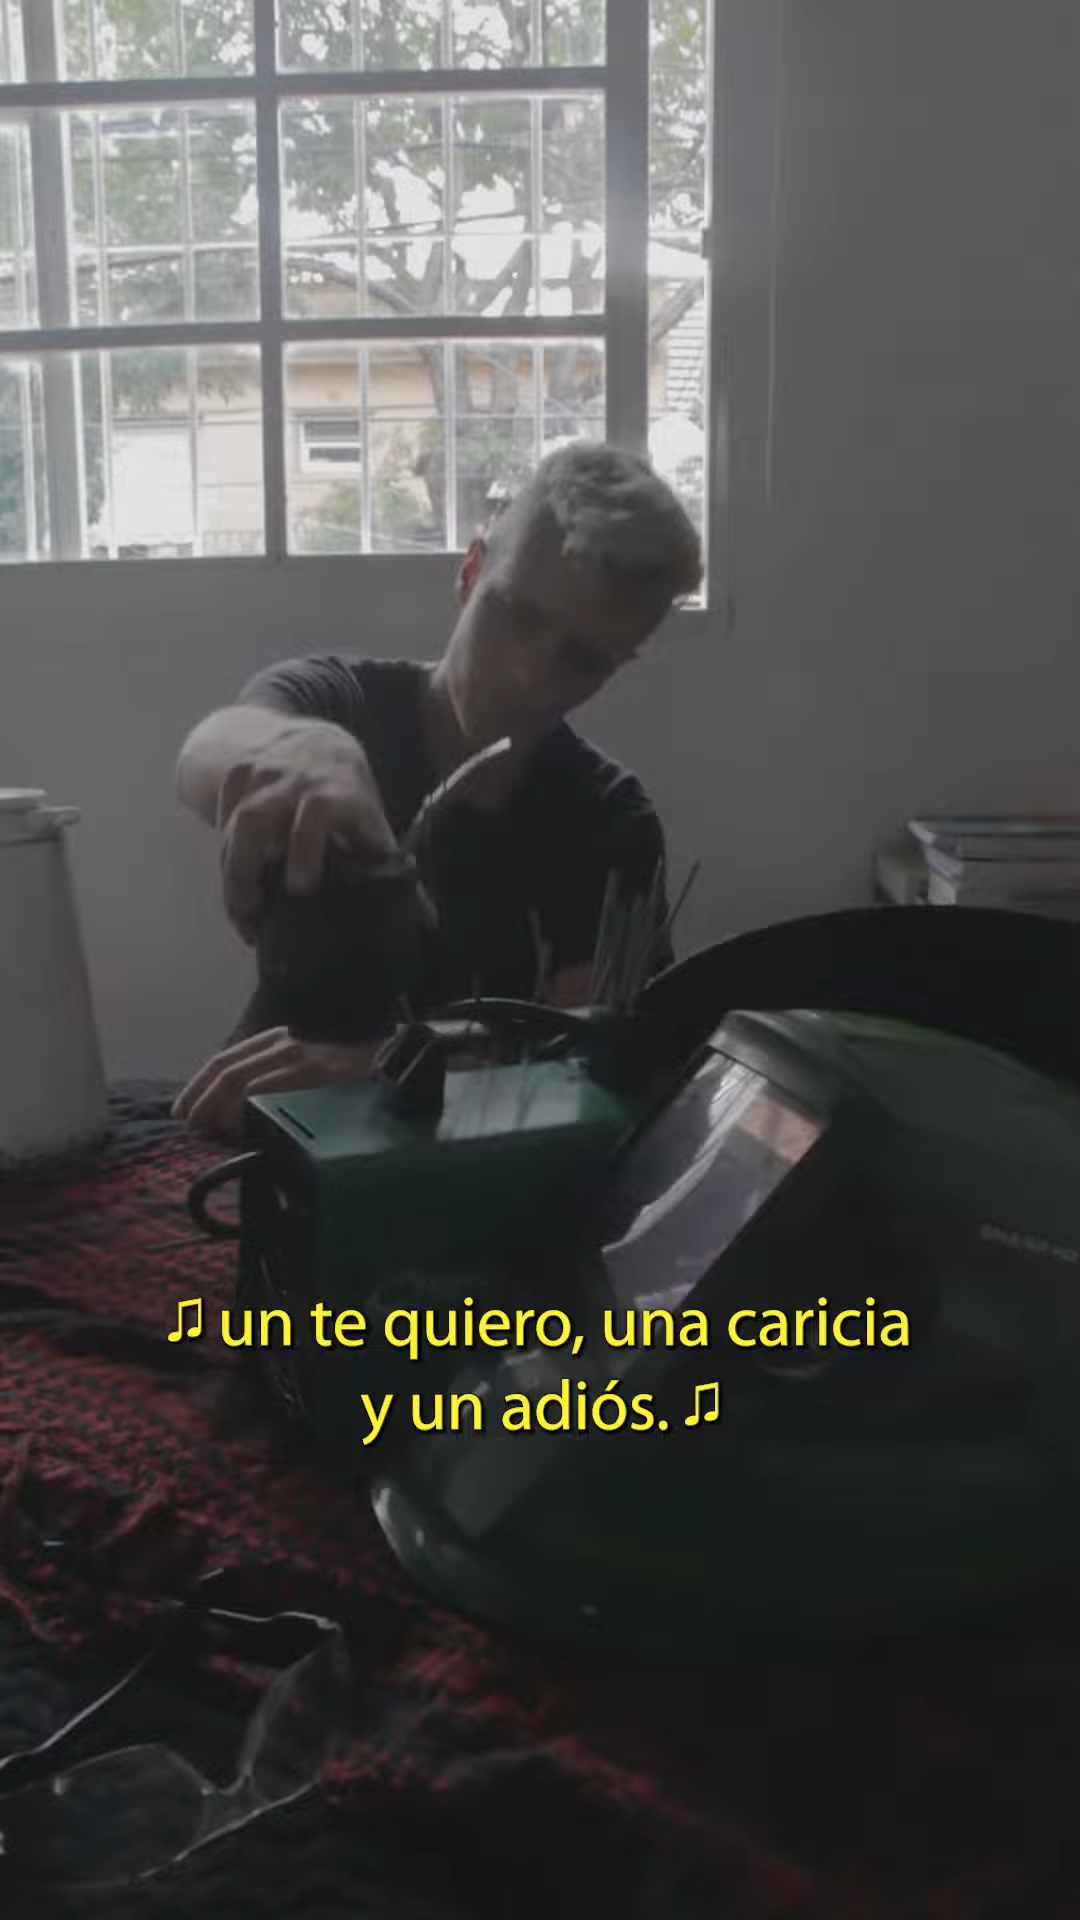 ♫ un te quiero, una caricia
y un adiós. ♫